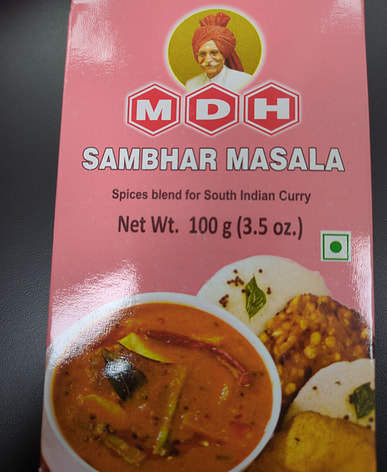 MDH
SAMBHAR MASALA
Spices blend for South Indian Curry
Net Wt. 100 g (3.5 oz.)